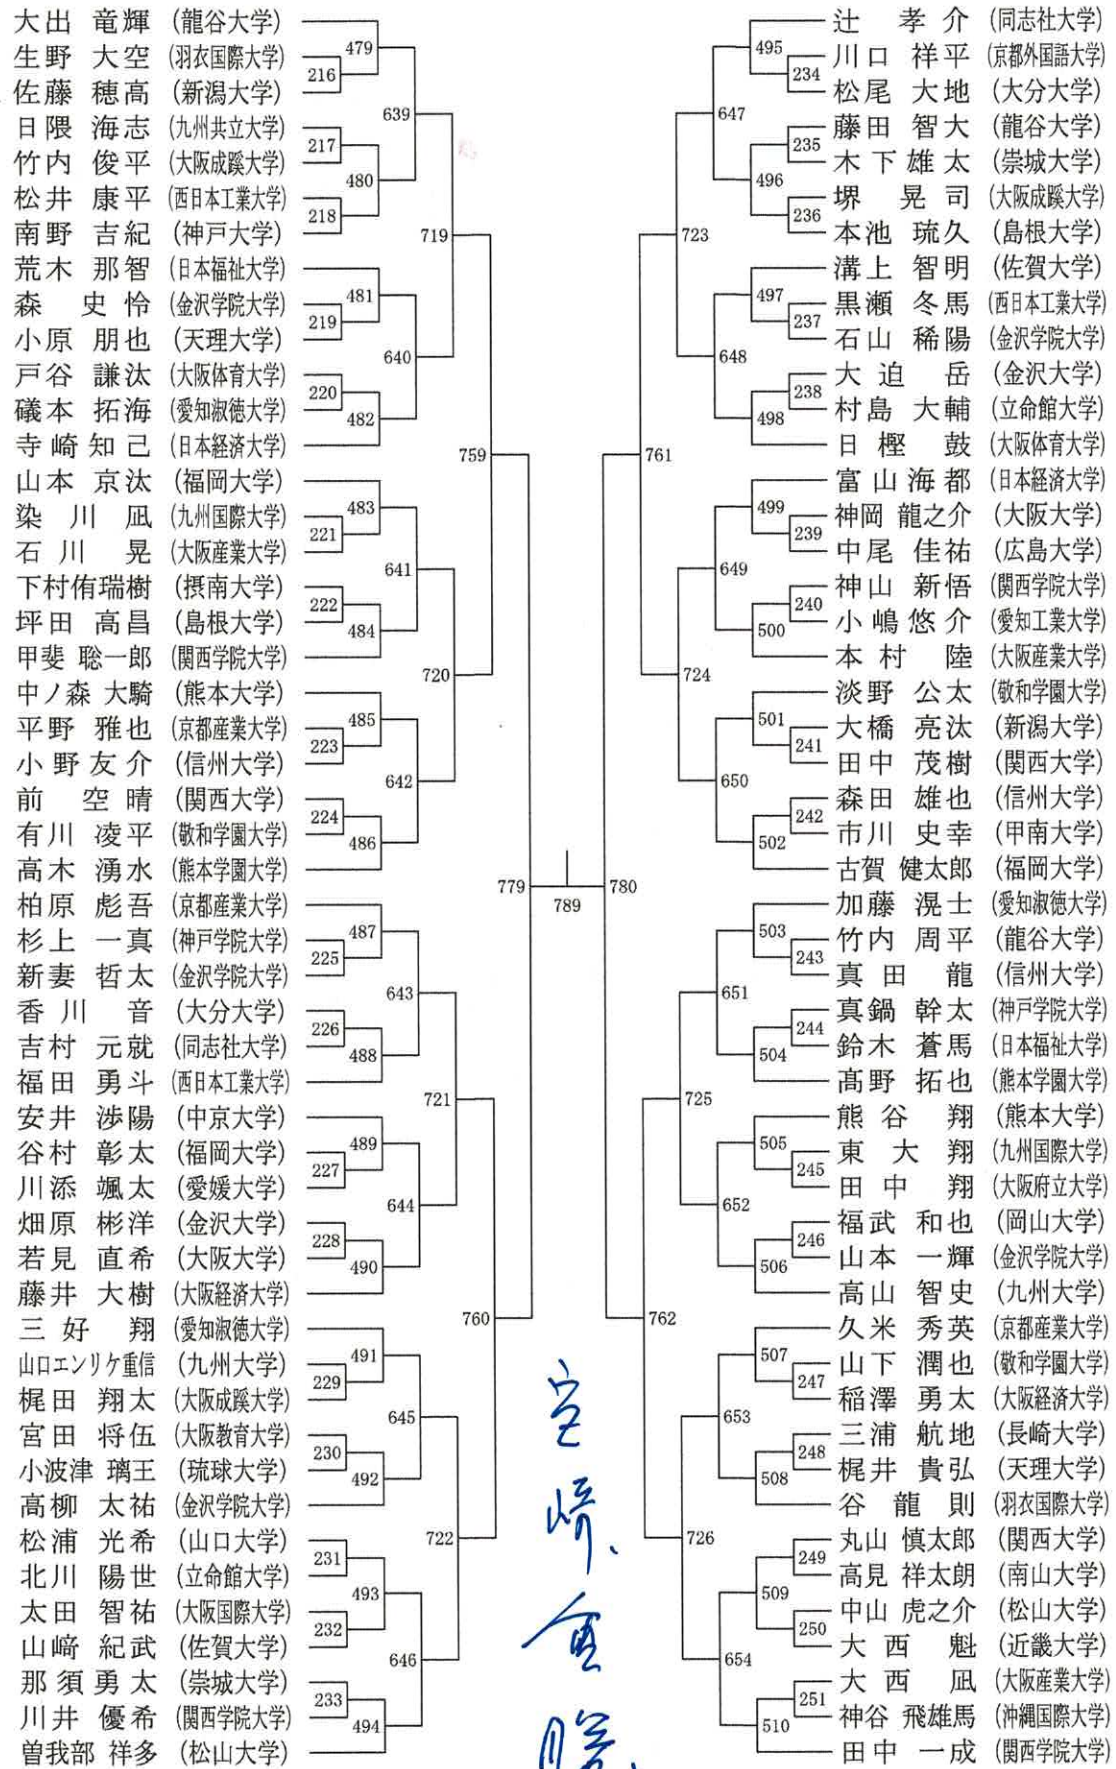 大出 竜輝 (龍谷大学)
生野 大空 (羽衣国際大学)
佐藤 穂高 (新潟大学)
日隈 海志 (九州共立大学)
竹内 俊平 (大阪成蹊大学)
松井 康平 (西日本工業大学)
南野 吉紀 (神戸大学)
荒木 那智 (日本福祉大学)
森 史怜 (金沢学院大学)
小原 朋也 (天理大学)
戸谷 謙汰 (大阪体育大学)
礒本 拓海 (愛知淑徳大学)
寺崎知己 (日本経済大学)
山本 京汰 (福岡大学)
染川 凪 (九州国際大学)
石川 晃 (大阪産業大学)
下村侑瑞樹 (摂南大学)
坪田 高昌 (島根大学)
甲斐 聡一郎 (関西学院大学)
中ノ森 大騎 (熊本大学)
平野 雅也 (京都産業大学)
小野友介 (信州大学)
前 空晴 (関西大学)
有川 凌平 (敬和学園大学)
高木 湧水 (熊本学園大学)
柏原 彪吾 (京都産業大学)
杉上 一真 (神戸学院大学)
新妻 哲太 (金沢学院大学)
香川 音 (大分大学)
吉村 元就 (同志社大学)
福田 勇斗 (西日本工業大学)
安井 渉陽 (中京大学)
谷村 彰太 (福岡大学)
川添 颯太 (愛媛大学)
畑原 彬洋 (金沢大学)
若見 直希 (大阪大学)
藤井 大樹 (大阪経済大学)
三好 翔 (愛知淑徳大学)
山口エンリケ重信 (九州大学)
梶田 翔太 (大阪成蹊大学)
宮田 将伍 (大阪教育大学)
小波津 璃王 (琉球大学)
高柳 太祐 (金沢学院大学)
松浦 光希 (山口大学)
北川 陽世 (立命館大学)
太田 智祐 (大阪国際大学)
山﨑 紀武 (佐賀大学)
那須勇太 (崇城大学)
川井 優希 (関西学院大学)
曽我部 祥多 (松山大学)
216
217
218
219
220
221
222
223
224
225
226
227
228
229
230
231
232
233
479
480
481
482
483
484
485
486
487
488
489
490
491
492
493
494
639
640
641
642
643
644
645
646
719
720
721
722
759
760
779
789
780
761
762
723
724
725
726
647
648
649
650
651
652
653
654
495
496
497
498
499
500
501
502
503
504
505
506
507
508
509
510
234
235
236
237
238
239
240
241
242
243
244
245
246
247
248
249
250
251
辻 孝介 (同志社大学)
川口 祥平 (京都外国語大学)
松尾 大地 (大分大学)
藤田 智大 (龍谷大学)
木下雄太 (崇城大学)
堺 晃司 (大阪成蹊大学)
本池 琉久 (島根大学)
溝上 智明 (佐賀大学)
黒瀬 冬馬 (西日本工業大学)
石山 稀陽 (金沢学院大学)
大迫 岳 (金沢大学)
村島 大輔 (立命館大学)
日樫 鼓 (大阪体育大学)
富山海都 (日本経済大学)
神岡 龍之介 (大阪大学)
中尾 佳祐 (広島大学)
神山 新悟 (関西学院大学)
小嶋悠介 (愛知工業大学)
本村 陸 (大阪産業大学)
淡野 公太 (敬和学園大学)
大橋 亮汰 (新潟大学)
田中 茂樹 (関西大学)
森田 雄也 (信州大学)
市川 史幸 (甲南大学)
古賀 健太郎 (福岡大学)
加藤 滉士 (愛知淑徳大学)
竹内 周平 (龍谷大学)
真田 龍 (信州大学)
真鍋 幹太 (神戸学院大学)
鈴木 蒼馬 (日本福祉大学)
髙野 拓也 (熊本学園大学)
熊谷 翔 (熊本大学)
東 大翔 (九州国際大学)
田中 翔 (大阪府立大学)
福武 和也 (岡山大学)
山本 一輝 (金沢学院大学)
高山 智史 (九州大学)
久米 秀英 (京都産業大学)
山下 潤也 (敬和学園大学)
稲澤 勇太 (大阪経済大学)
三浦 航地 (長崎大学)
梶井 貴弘 (天理大学)
谷 龍則 (羽衣国際大学)
丸山 慎太郎 (関西大学)
高見 祥太朗 (南山大学)
中山 虎之介 (松山大学)
大西 魁 (近畿大学)
大西 凪 (大阪産業大学)
神谷 飛雄馬 (沖縄国際大学)
田中 一成 (関西学院大学)